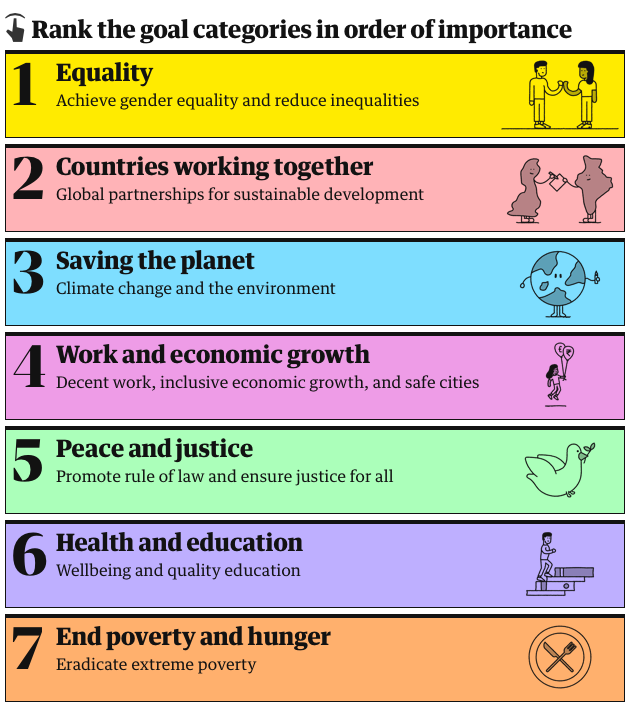 Rank the goal categories in order of importance
1 Equality
Achieve gender equality and reduce inequalities
2 Countries working together
Global partnerships for sustainable development
3 Saving the planet
Climate change and the environment
4 Work and economic growth
Decent work, inclusive economic growth, and safe cities
5 Peace and justice
Promote rule of law and ensure justice for all
6 Health and education
Wellbeing and quality education
7 End poverty and hunger
Eradicate extreme poverty